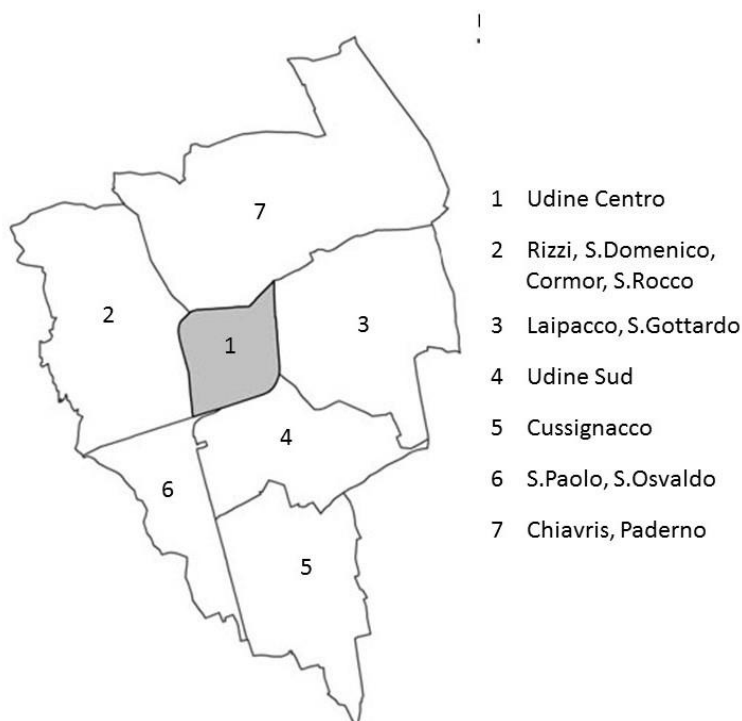 7
2
1
3
4
6
5
1 Udine Centro
2 Rizzi, S.Domenico,
Cormor, S.Rocco
3 Laipacco, S.Gottardo
4 Udine Sud
5 Cussignacco
6 S.Paolo, S.Osvaldo
7 Chiavris, Paderno